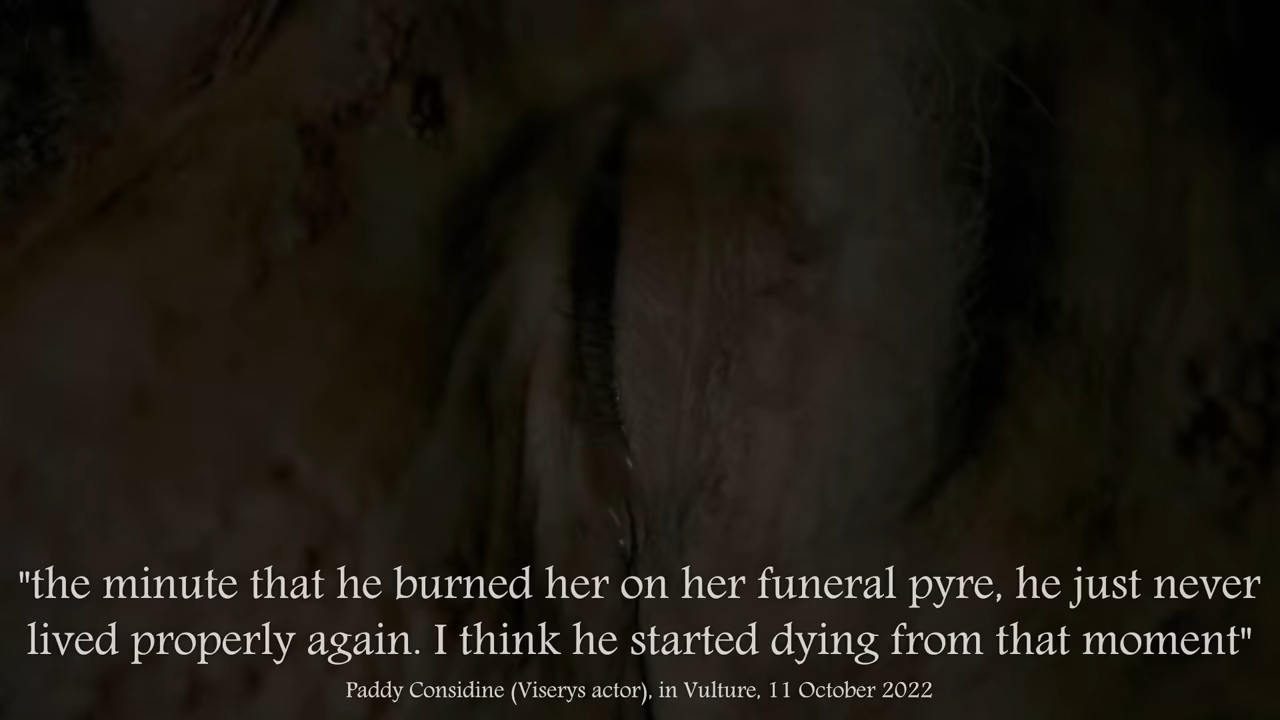 "the minute that he burned her on her funeral pyre, he just never
lived properly again. I think he started dying from that moment"
Paddy Considine (Viserys actor), in Vulture, 11 October 2022